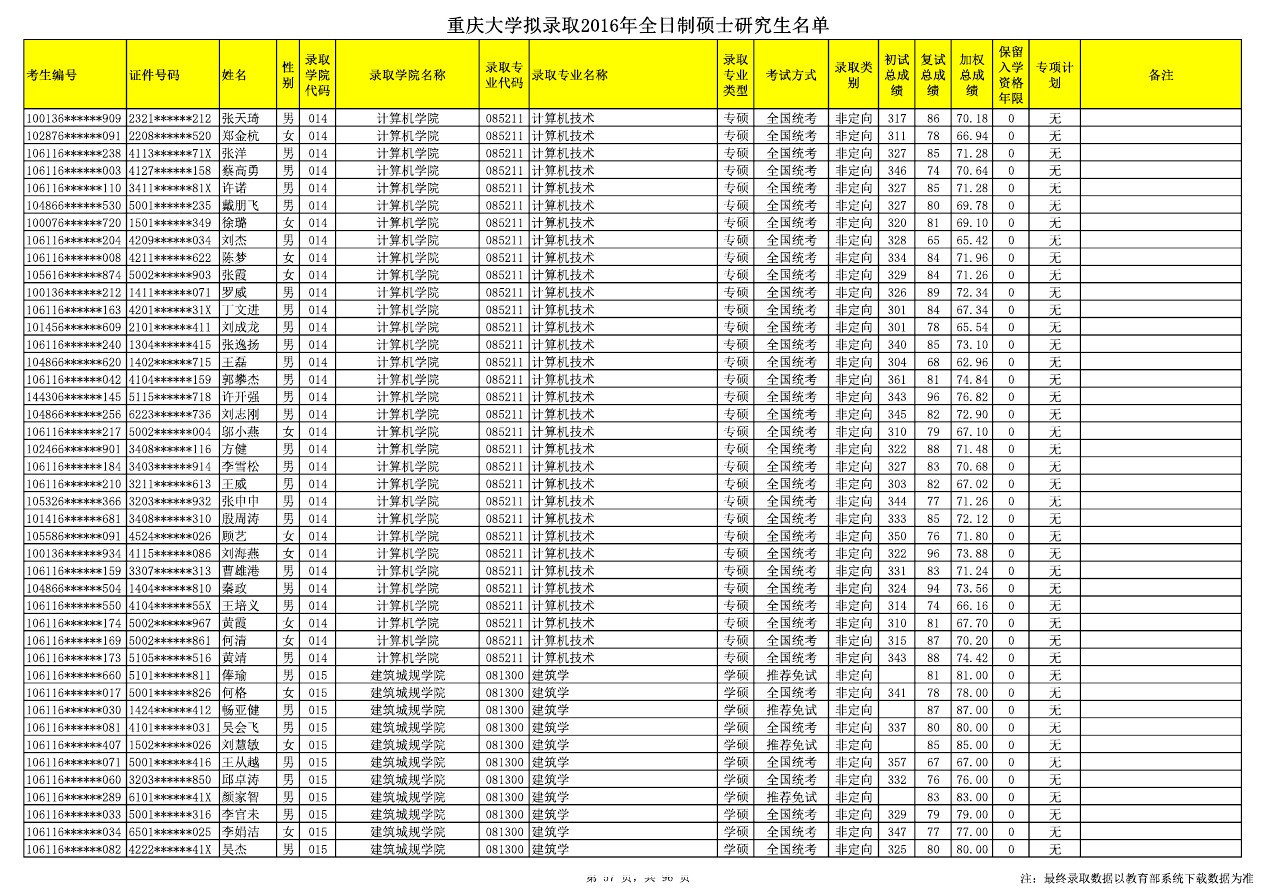 重庆大学拟录取2016年全日制硕士研究生名单
考生编号 证件号码 姓名 性别 录取学院代码 录取学院名称 录取专业代码 录取专业名称 录取专业类型 考试方式 录取类别 初试总成绩 复试总成绩 加权总成绩 保留入学资格年限 专项计划 备注
100136******909 2321******212 张天琦 男 014 计算机学院 085211 计算机技术 专硕 全国统考 非定向 317 86 70.18 0 无
102876******091 2208******520 郑金杭 女 014 计算机学院 085211 计算机技术 专硕 全国统考 非定向 311 78 66.94 0 无
106116******238 4113******71X 张洋 男 014 计算机学院 085211 计算机技术 专硕 全国统考 非定向 327 85 71.28 0 无
106116******003 4127******158 蔡高勇 男 014 计算机学院 085211 计算机技术 专硕 全国统考 非定向 346 74 70.64 0 无
106116******110 3411******81X 许诺 男 014 计算机学院 085211 计算机技术 专硕 全国统考 非定向 327 85 71.28 0 无
104866******530 5001******235 戴朋飞 男 014 计算机学院 085211 计算机技术 专硕 全国统考 非定向 327 80 69.78 0 无
100076******720 1501******349 徐璐 女 014 计算机学院 085211 计算机技术 专硕 全国统考 非定向 320 81 69.10 0 无
106116******204 4209******034 刘杰 男 014 计算机学院 085211 计算机技术 专硕 全国统考 非定向 328 65 65.42 0 无
106116******008 4211******622 陈梦 女 014 计算机学院 085211 计算机技术 专硕 全国统考 非定向 334 84 71.96 0 无
105616******874 5002******903 张霞 女 014 计算机学院 085211 计算机技术 专硕 全国统考 非定向 329 84 71.26 0 无
100136******212 1411******071 罗威 男 014 计算机学院 085211 计算机技术 专硕 全国统考 非定向 326 89 72.34 0 无
106116******163 4201******31X 丁文进 男 014 计算机学院 085211 计算机技术 专硕 全国统考 非定向 301 84 67.34 0 无
101456******609 2101******411 刘成龙 男 014 计算机学院 085211 计算机技术 专硕 全国统考 非定向 301 78 65.54 0 无
106116******240 1304******415 张逸扬 男 014 计算机学院 085211 计算机技术 专硕 全国统考 非定向 340 85 73.10 0 无
104866******620 1402******715 王磊 男 014 计算机学院 085211 计算机技术 专硕 全国统考 非定向 304 68 62.96 0 无
106116******042 4104******159 郭攀杰 男 014 计算机学院 085211 计算机技术 专硕 全国统考 非定向 361 81 74.84 0 无
144306******145 5115******718 许开强 男 014 计算机学院 085211 计算机技术 专硕 全国统考 非定向 343 96 76.82 0 无
104866******256 6223******736 刘志刚 男 014 计算机学院 085211 计算机技术 专硕 全国统考 非定向 345 82 72.90 0 无
106116******217 5002******004 邬小燕 女 014 计算机学院 085211 计算机技术 专硕 全国统考 非定向 310 79 67.10 0 无
102466******901 3408******116 方健 男 014 计算机学院 085211 计算机技术 专硕 全国统考 非定向 322 88 71.48 0 无
106116******184 3403******914 李雪松 男 014 计算机学院 085211 计算机技术 专硕 全国统考 非定向 327 83 70.68 0 无
106116******210 3211******613 王威 男 014 计算机学院 085211 计算机技术 专硕 全国统考 非定向 303 82 67.02 0 无
105326******366 3203******932 张申申 男 014 计算机学院 085211 计算机技术 专硕 全国统考 非定向 344 77 71.26 0 无
101416******681 3408******310 殷周涛 男 014 计算机学院 085211 计算机技术 专硕 全国统考 非定向 333 85 72.12 0 无
105586******091 4524******026 顾艺 女 014 计算机学院 085211 计算机技术 专硕 全国统考 非定向 350 76 71.80 0 无
100136******934 4115******086 刘海燕 女 014 计算机学院 085211 计算机技术 专硕 全国统考 非定向 322 96 73.88 0 无
106116******159 3307******313 曹雄港 男 014 计算机学院 085211 计算机技术 专硕 全国统考 非定向 331 83 71.24 0 无
104866******504 1404******810 秦政 男 014 计算机学院 085211 计算机技术 专硕 全国统考 非定向 324 94 73.56 0 无
106116******550 4104******55X 王培义 男 014 计算机学院 085211 计算机技术 专硕 全国统考 非定向 314 74 66.16 0 无
106116******174 5002******967 黄霞 女 014 计算机学院 085211 计算机技术 专硕 全国统考 非定向 310 81 67.70 0 无
106116******169 5002******861 何清 女 014 计算机学院 085211 计算机技术 专硕 全国统考 非定向 315 87 70.20 0 无
106116******173 5105******516 黄靖 男 014 计算机学院 085211 计算机技术 专硕 全国统考 非定向 343 88 74.42 0 无
106116******660 5101******811 俸瑜 男 015 建筑城规学院 081300 建筑学 学硕 推荐免试 非定向 81 81.00 0 无
106116******017 5001******826 何格 女 015 建筑城规学院 081300 建筑学 学硕 全国统考 非定向 341 78 78.00 0 无
106116******030 1424******412 畅亚健 男 015 建筑城规学院 081300 建筑学 学硕 推荐免试 非定向 87 87.00 0 无
106116******081 4101******031 吴会飞 男 015 建筑城规学院 081300 建筑学 学硕 全国统考 非定向 337 80 80.00 0 无
106116******407 1502******026 刘慧敏 女 015 建筑城规学院 081300 建筑学 学硕 推荐免试 非定向 85 85.00 0 无
106116******071 5001******416 王从越 男 015 建筑城规学院 081300 建筑学 学硕 全国统考 非定向 357 67 67.00 0 无
106116******060 3203******850 邱卓涛 男 015 建筑城规学院 081300 建筑学 学硕 全国统考 非定向 332 76 76.00 0 无
106116******289 6101******41X 颜家智 男 015 建筑城规学院 081300 建筑学 学硕 推荐免试 非定向 83 83.00 0 无
106116******033 5001******316 李官未 男 015 建筑城规学院 081300 建筑学 学硕 全国统考 非定向 329 79 79.00 0 无
106116******034 6501******025 李娟洁 女 015 建筑城规学院 081300 建筑学 学硕 全国统考 非定向 347 77 77.00 0 无
106116******082 4222******41X 吴杰 男 015 建筑城规学院 081300 建筑学 学硕 全国统考 非定向 325 80 80.00 0 无
注：最终录取数据以教育部系统下载数据为准